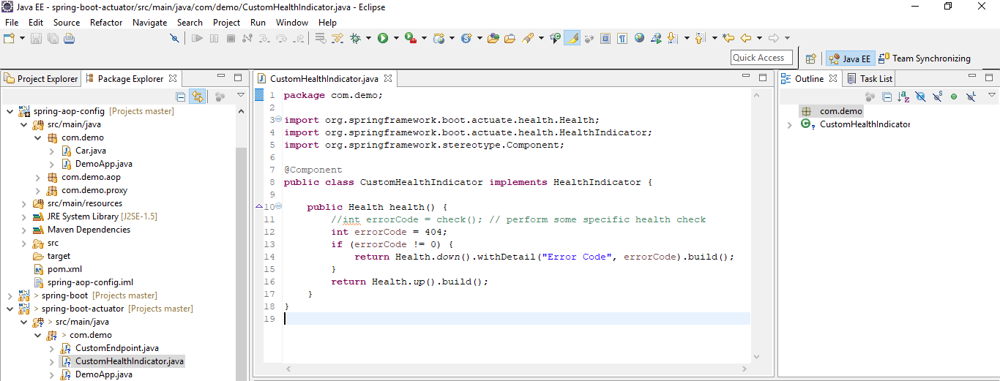 Java EE - spring-boot-actuator/src/main/java/com/demo/CustomHealthIndicator.java - Eclipse
File Edit Source Refactor Navigate Search Project Run Window Help
Quick Access
Java EE
Team Synchronizing
Project Explorer
Package Explorer
spring-aop-config [Projects master]
src/main/java
com.demo
Car.java
DemoApp.java
com.demo.aop
com.demo.proxy
src/main/resources
JRE System Library [J2SE-1.5]
Maven Dependencies
src
target
pom.xml
spring-aop-config.iml
> spring-boot [Projects master]
> spring-boot-actuator [Projects master]
> src/main/java
> com.demo
CustomEndpoint.java
CustomHealthIndicator.java
DemoApp.java
CustomHealthIndicator.java
1 package com.demo;
2
3 import org.springframework.boot.actuate.health.Health;
4 import org.springframework.boot.actuate.health.HealthIndicator;
5 import org.springframework.stereotype.Component;
6
7 @Component
8 public class CustomHealthIndicator implements HealthIndicator {
9
10 public Health health() {
11 //int errorCode = check(); // perform some specific health check
12 int errorCode = 404;
13 if (errorCode != 0) {
14 return Health.down().withDetail("Error Code", errorCode).build();
15 }
16 return Health.up().build();
17 }
18 }
19
Outline
Task List
com.demo
CustomHealthIndicator